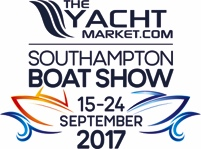 THE
YACHT
MARKET.COM
SOUTHAMPTON
BOAT SHOW
15-24
SEPTEMBER
2017